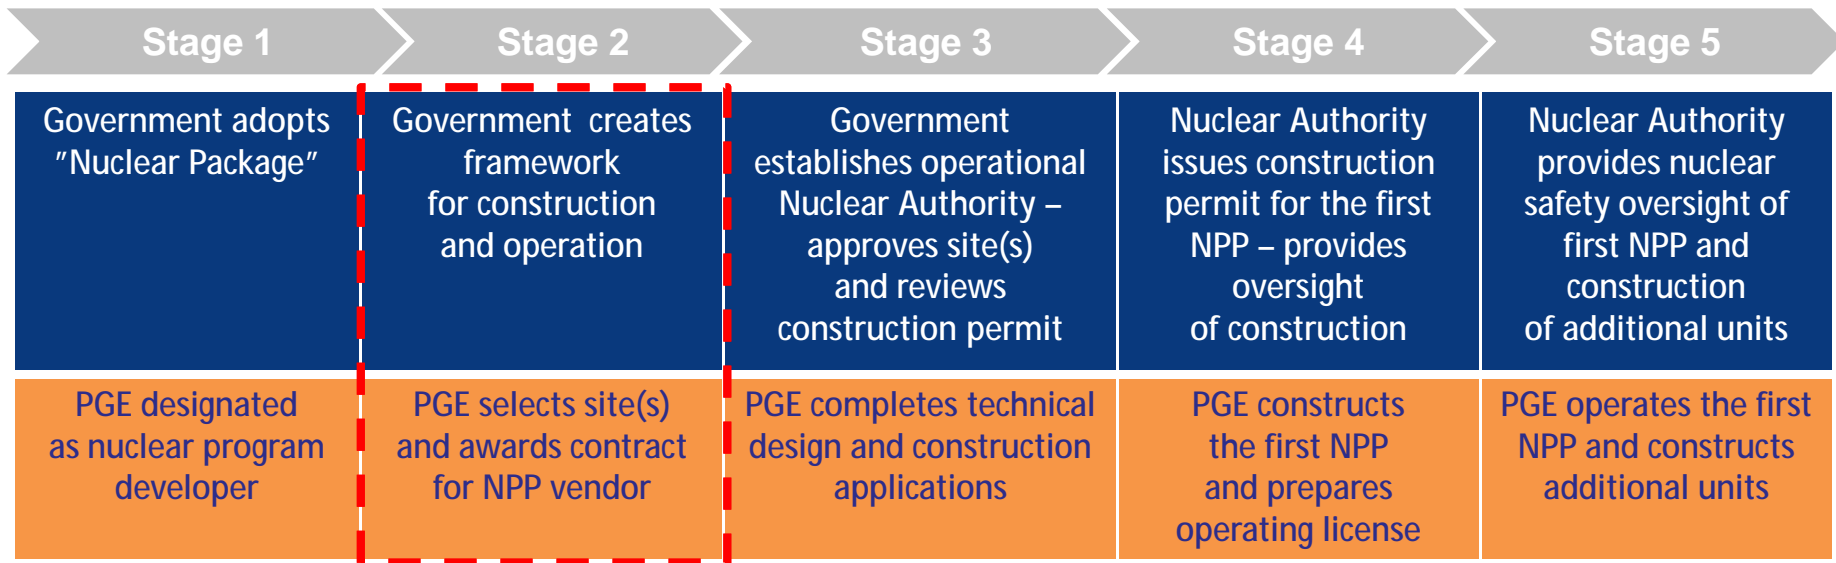 Stage 1
Stage 2
Stage 3
Stage 4
Stage 5
Government adopts
”Nuclear Package”
Government creates
framework
for construction
and operation
Government
establishes operational
Nuclear Authority –
approves site(s)
and reviews
construction permit
Nuclear Authority
issues construction
permit for the first
NPP – provides
oversight
of construction
Nuclear Authority
provides nuclear
safety oversight of
first NPP and
construction
of additional units
PGE designated
as nuclear program
developer
PGE selects site(s)
and awards contract
for NPP vendor
PGE completes technical
design and construction
applications
PGE constructs
the first NPP
and prepares
operating license
PGE operates the first
NPP and constructs
additional units